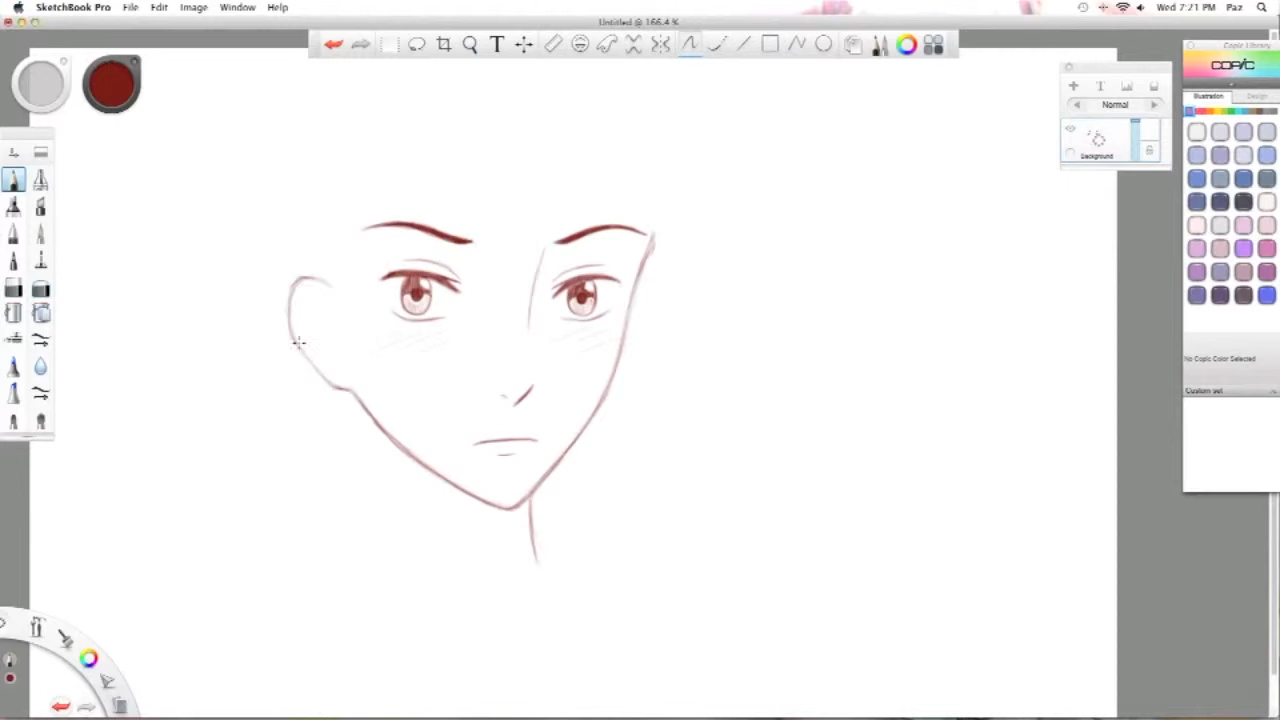 SketchBook Pro File Edit Image Window Help Wed 7:21 PM Paz
Untitled @ 166.4 %
Copic Library
COPIC
Illustration Design
Normal
Background
No Copic Color Selected
Custom set